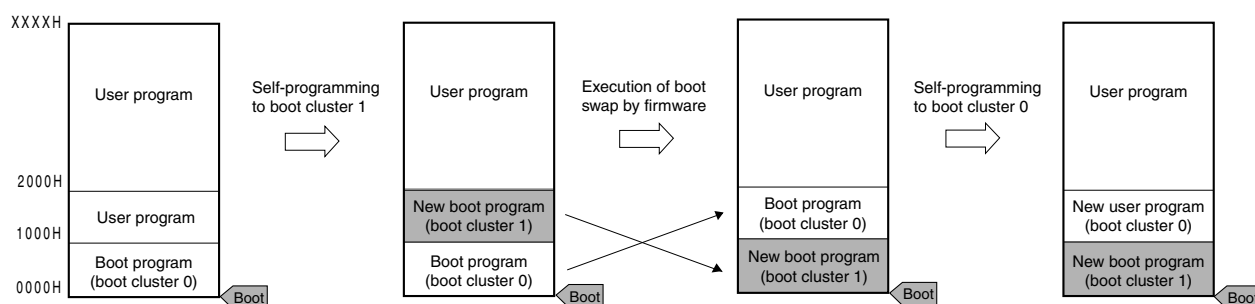 XXXXH
User program
2000H
User program
1000H
Boot program
(boot cluster 0)
0000H
Boot
Self-programming
to boot cluster 1
User program
New boot program
(boot cluster 1)
Boot program
(boot cluster 0)
Boot
Execution of boot
swap by firmware
User program
Boot program
(boot cluster 0)
New boot program
(boot cluster 1)
Boot
Self-programming
to boot cluster 0
User program
New user program
(boot cluster 0)
New boot program
(boot cluster 1)
Boot